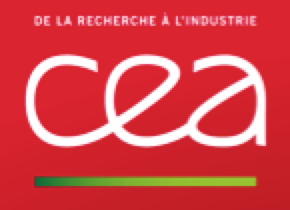 DE LA RECHERCHE À L'INDUSTRIE
cea